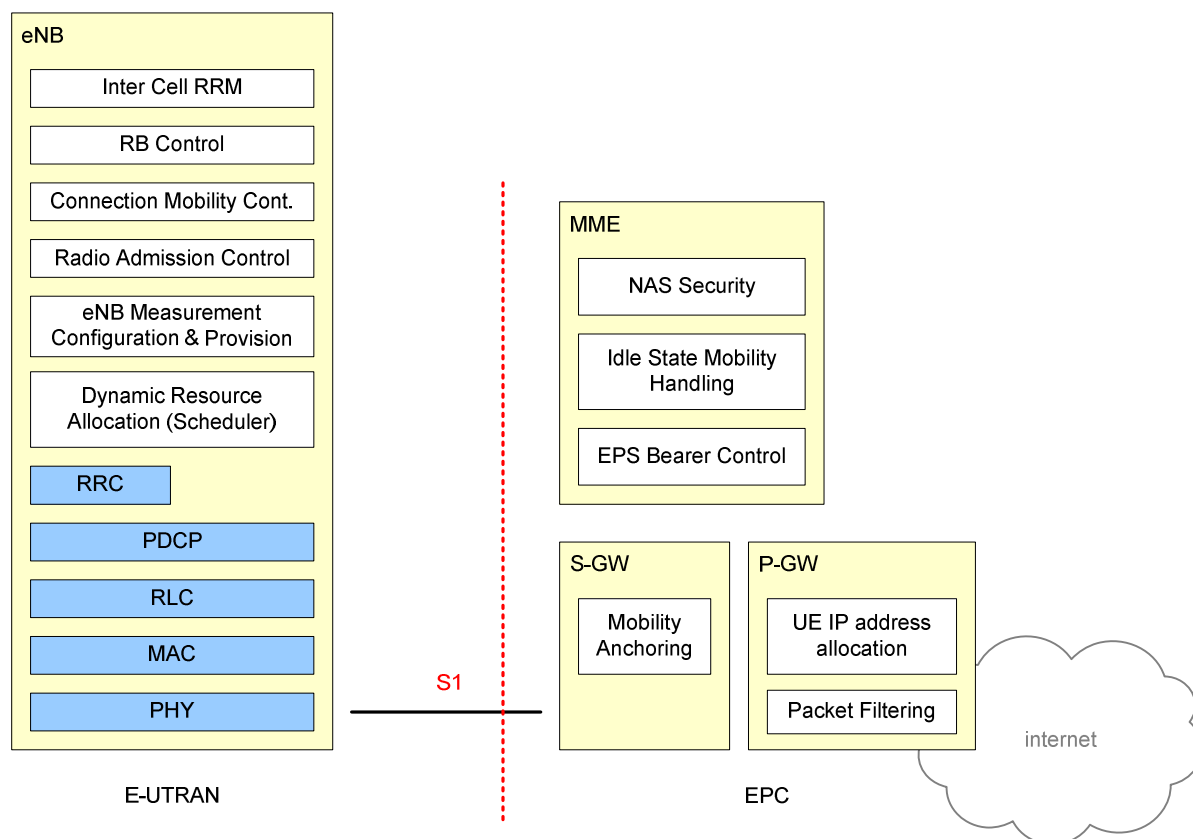 eNB
Inter Cell RRM
RB Control
Connection Mobility Cont.
Radio Admission Control
eNB Measurement
Configuration & Provision
Dynamic Resource
Allocation (Scheduler)
RRC
PDCP
RLC
MAC
PHY
E-UTRAN
S1
MME
NAS Security
Idle State Mobility
Handling
EPS Bearer Control
S-GW
Mobility
Anchoring
P-GW
UE IP address
allocation
Packet Filtering
internet
EPC